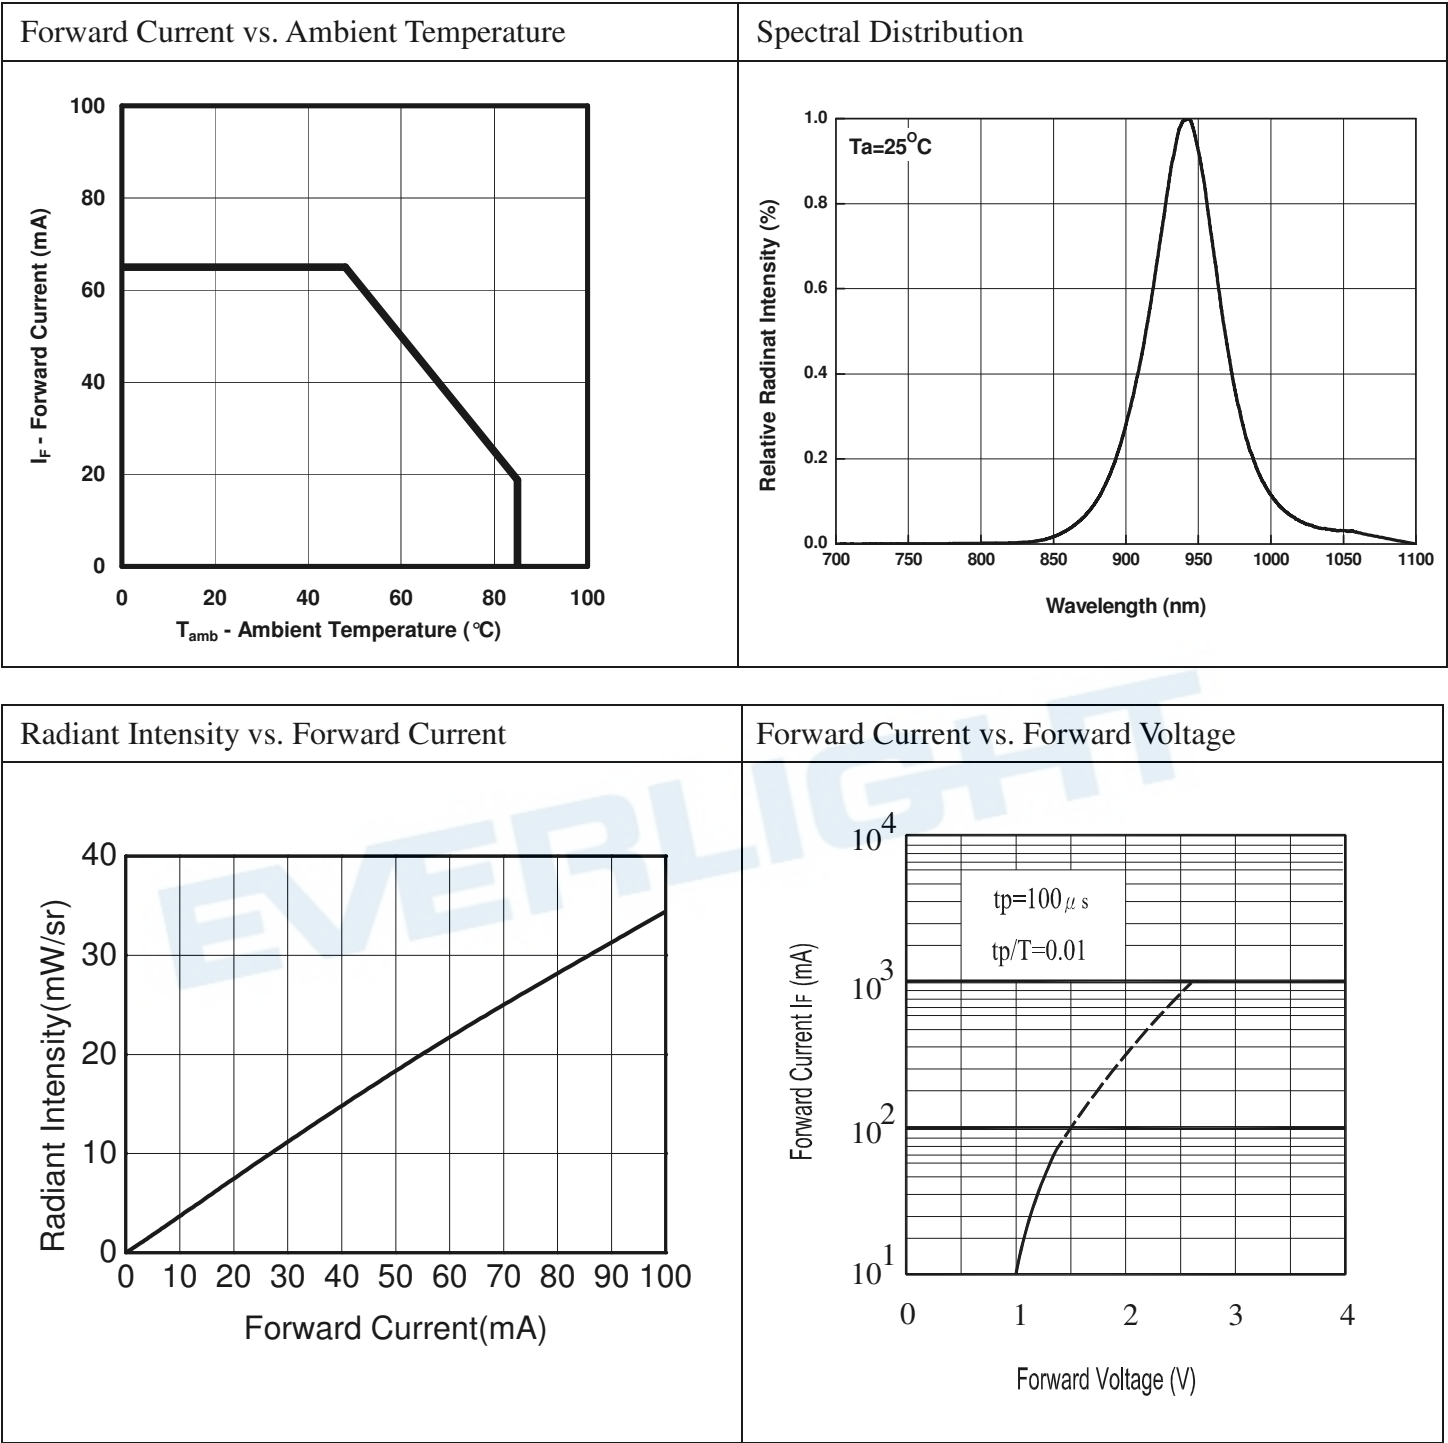 Forward Current vs. Ambient Temperature
Spectral Distribution
100
80
60
40
20
0
0 20 40 60 80 100
IF - Forward Current (mA)
Tamb - Ambient Temperature (°C)
Ta=25°C
1.0
0.8
0.6
0.4
0.2
0.0
700 750 800 850 900 950 1000 1050 1100
Relative Radinat Intensity (%)
Wavelength (nm)
Radiant Intensity vs. Forward Current
Forward Current vs. Forward Voltage
EVERLIGHT
40
30
20
10
0
0 10 20 30 40 50 60 70 80 90 100
Radiant Intensity(mW/sr)
Forward Current(mA)
10^4
10^3
10^2
10^1
tp=100μs
tp/T=0.01
0 1 2 3 4
Forward Current IF (mA)
Forward Voltage (V)